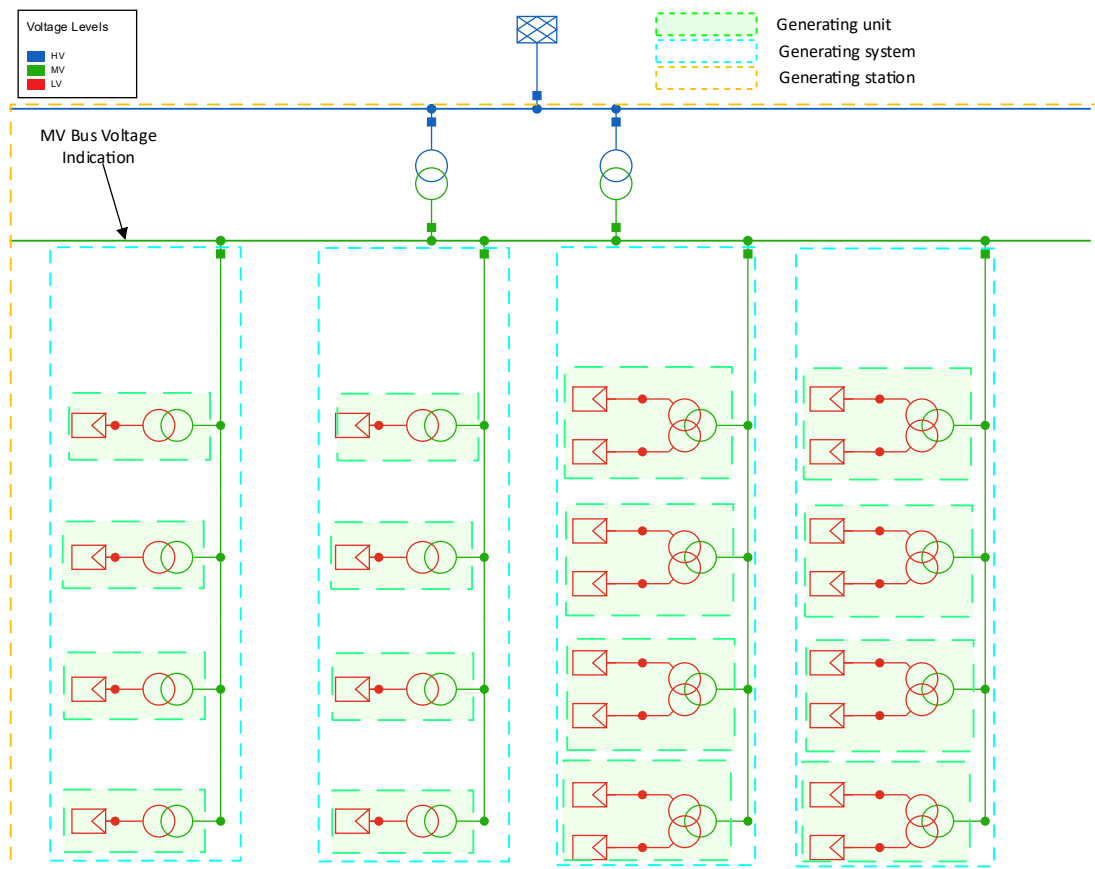 Voltage Levels
HV
MV
LV
Generating unit
Generating system
Generating station
MV Bus Voltage
Indication